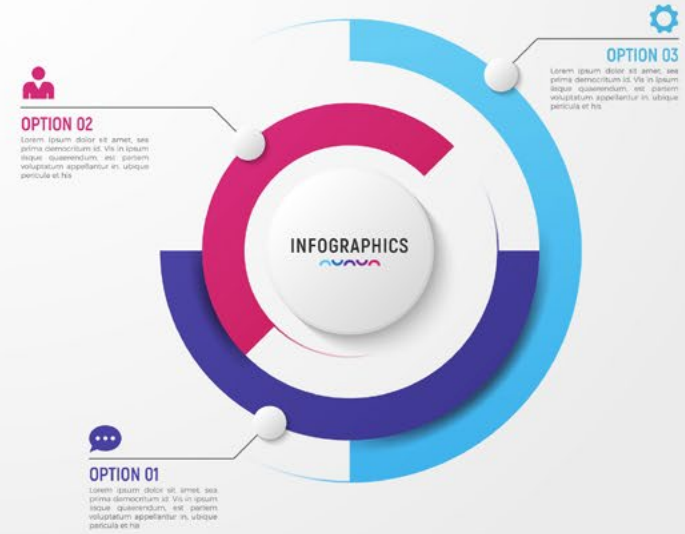 OPTION 03
Lorem ipsum dolor sit amet, sea
prima democritum id. Vis in ipsum
iisque quaerendum, est partem
voluptatum appellantur in, ubique
pericula et his
OPTION 02
Lorem ipsum dolor sit amet, sea
prima democritum id. Vis in ipsum
iisque quaerendum, est partem
voluptatum appellantur in, ubique
pericula et his
INFOGRAPHICS
OPTION 01
Lorem ipsum dolor sit amet, sea
prima democritum id. Vis in ipsum
iisque quaerendum, est partem
voluptatum appellantur in, ubique
pericula et his